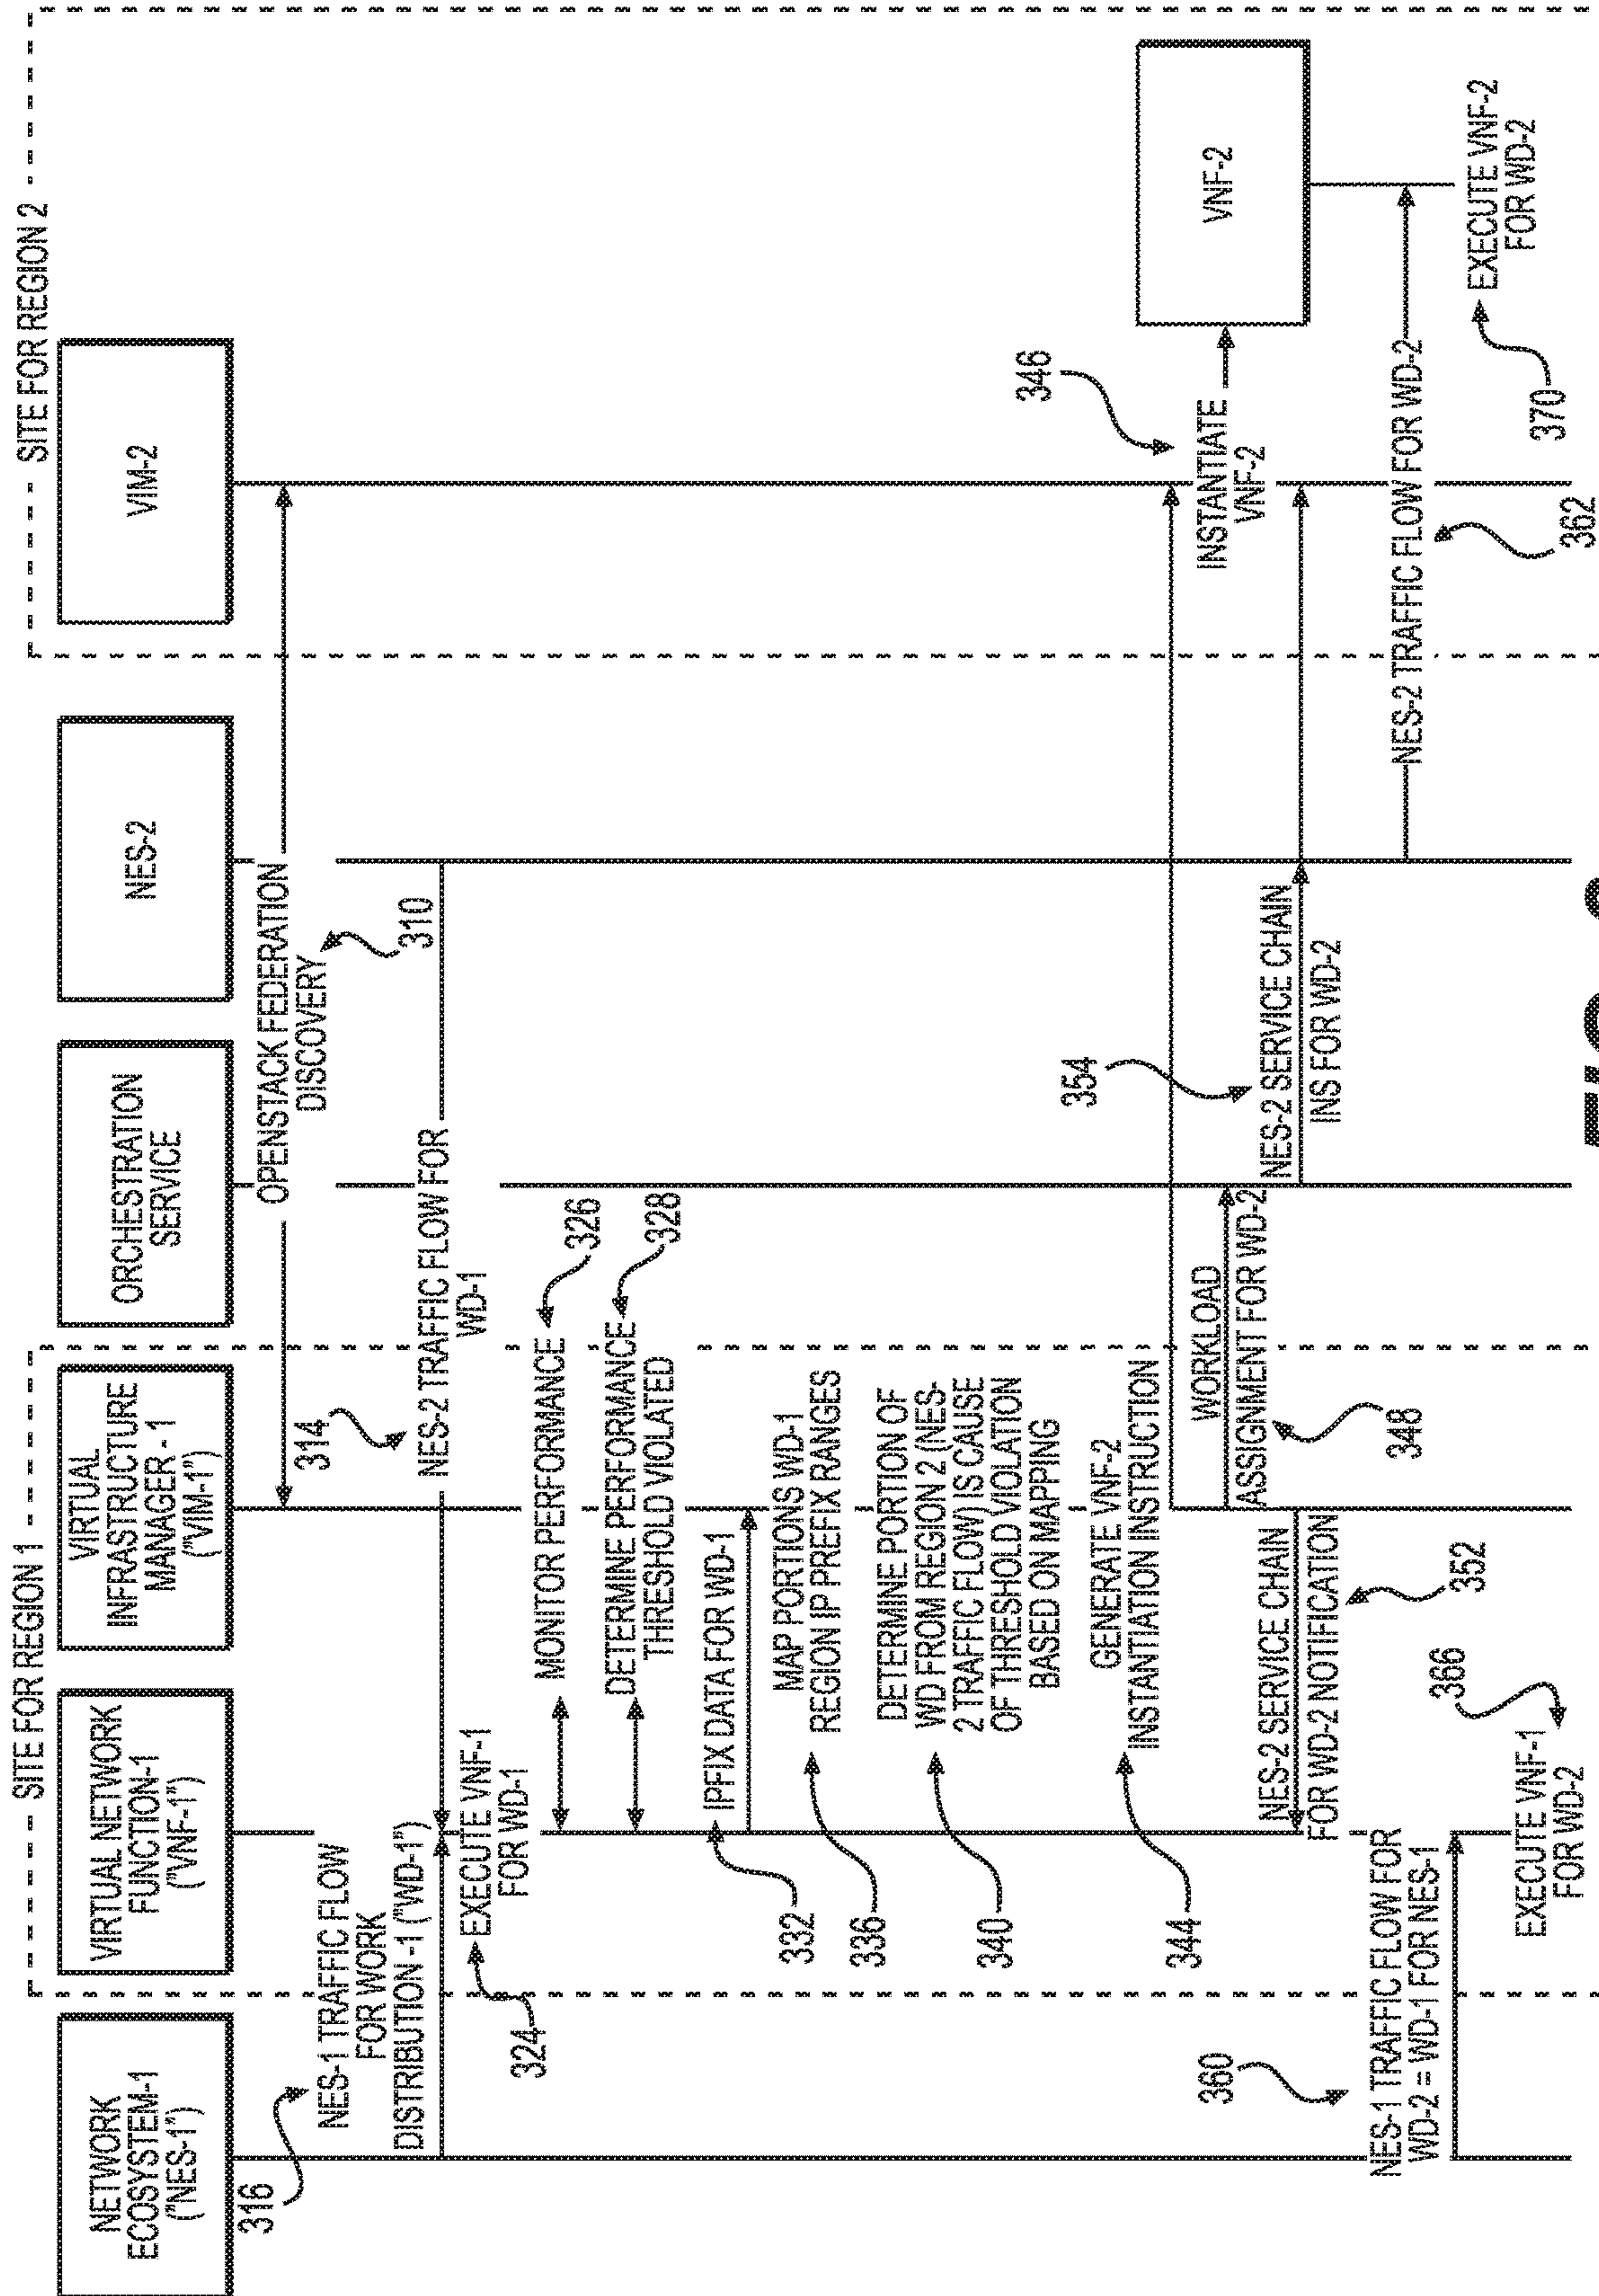 SITE FOR REGION 1
SITE FOR REGION 2
NETWORK
ECOSYSTEM-1
("NES-1")
VIRTUAL NETWORK
FUNCTION-1
("VNF-1")
VIRTUAL
INFRASTRUCTURE
MANAGER - 1
("VIM-1")
ORCHESTRATION
SERVICE
NES-2
VIM-2
OPENSTACK FEDERATION
DISCOVERY
310
316
NES-1 TRAFFIC FLOW
FOR WORK
DISTRIBUTION -1 ("WD-1")
314
NES-2 TRAFFIC FLOW FOR
WD-1
324
EXECUTE VNF-1
FOR WD-1
MONITOR PERFORMANCE
326
DETERMINE PERFORMANCE
THRESHOLD VIOLATED
328
332
IPFIX DATA FOR WD-1
336
MAP PORTIONS WD-1
REGION IP PREFIX RANGES
340
DETERMINE PORTION OF
WD FROM REGION 2 (NES-
2 TRAFFIC FLOW) IS CAUSE
OF THRESHOLD VIOLATION
BASED ON MAPPING
344
GENERATE VNF-2
INSTANTIATION INSTRUCTION
346
INSTANTIATE
VNF-2
VNF-2
WORKLOAD
ASSIGNMENT FOR WD-2
348
NES-2 SERVICE CHAIN
FOR WD-2 NOTIFICATION
352
354
NES-2 SERVICE CHAIN
INS FOR WD-2
360
NES-1 TRAFFIC FLOW FOR
WD-2 = WD-1 FOR NES-1
NES-2 TRAFFIC FLOW FOR WD-2
362
366
EXECUTE VNF-1
FOR WD-2
370
EXECUTE VNF-2
FOR WD-2